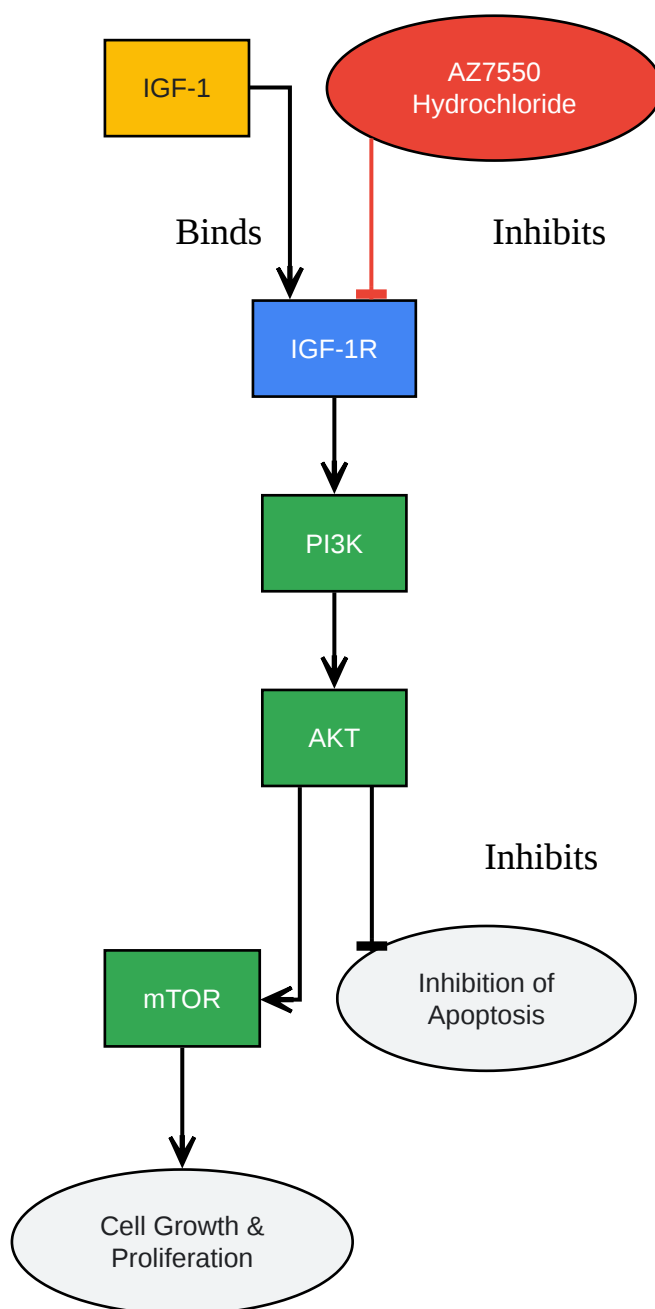 IGF-1
AZ7550
Hydrochloride
Binds
Inhibits
IGF-1R
PI3K
AKT
Inhibits
mTOR
Inhibition of
Apoptosis
Cell Growth &
Proliferation